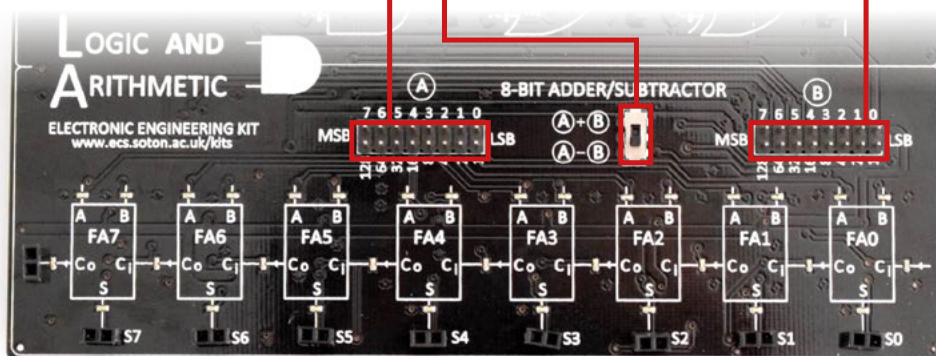 LOGIC AND
ARITHMETIC
ELECTRONIC ENGINEERING KIT
www.ecs.soton.ac.uk/kits
A
7 6 5 4 3 2 1 0
MSB LSB
8-BIT ADDER/SUBTRACTOR
A+B
A−B
B
7 6 5 4 3 2 1 0
MSB LSB
A B A B A B A B A B A B A B A B
FA7 FA6 FA5 FA4 FA3 FA2 FA1 FA0
Co Ci Co Ci Co Ci Co Ci Co Ci Co Ci Co Ci Co Ci
S S S S S S S S
S7 S6 S5 S4 S3 S2 S1 S0